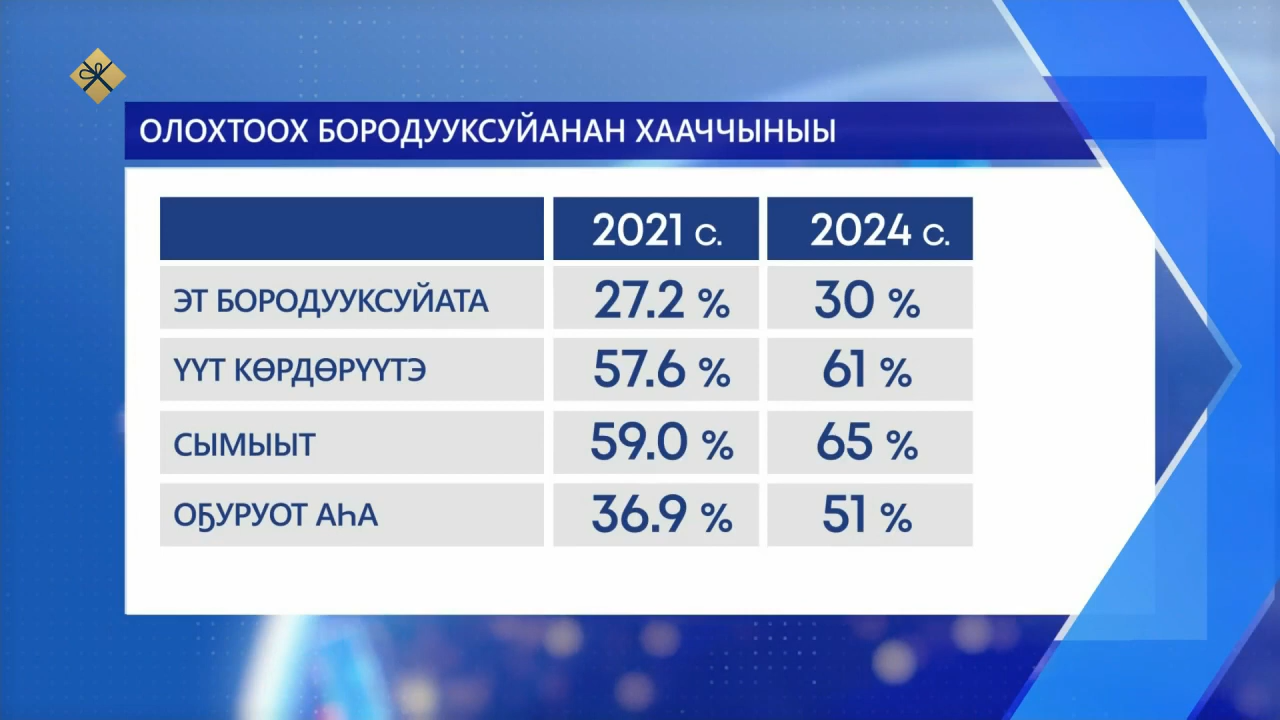 ОЛОХТООХ БОРОДУУКСУЙАНАН ХААЧЧЫНЫЫ
2021 с. 2024 с.
ЭТ БОРОДУУКСУЙАТА 27.2 % 30 %
ҮҮТ КӨРДӨРҮҮТЭ 57.6 % 61 %
СЫМЫЫТ 59.0 % 65 %
ОҔУРУОТ АҺА 36.9 % 51 %